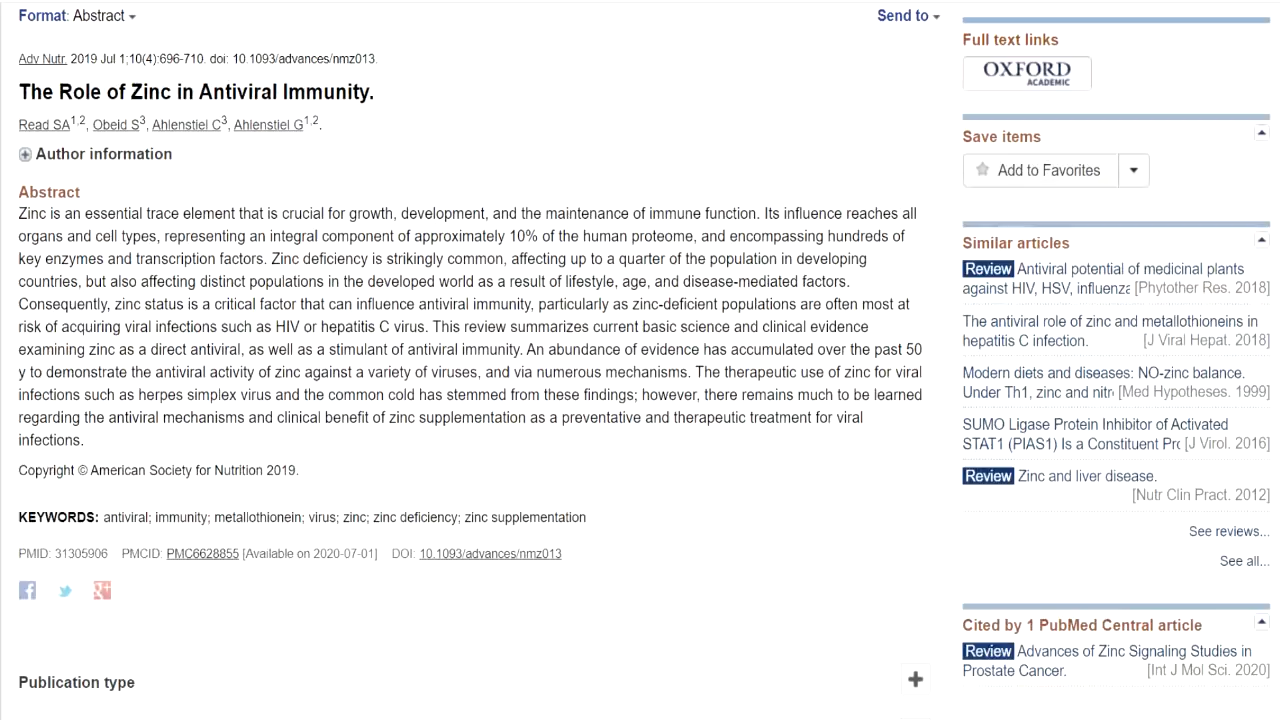 Format: Abstract
Send to
Adv Nutr. 2019 Jul 1;10(4):696-710. doi: 10.1093/advances/nmz013.
The Role of Zinc in Antiviral Immunity.
Read SA1,2, Obeid S3, Ahlenstiel C3, Ahlenstiel G1,2.
Author information
Abstract
Zinc is an essential trace element that is crucial for growth, development, and the maintenance of immune function. Its influence reaches all
organs and cell types, representing an integral component of approximately 10% of the human proteome, and encompassing hundreds of
key enzymes and transcription factors. Zinc deficiency is strikingly common, affecting up to a quarter of the population in developing
countries, but also affecting distinct populations in the developed world as a result of lifestyle, age, and disease-mediated factors.
Consequently, zinc status is a critical factor that can influence antiviral immunity, particularly as zinc-deficient populations are often most at
risk of acquiring viral infections such as HIV or hepatitis C virus. This review summarizes current basic science and clinical evidence
examining zinc as a direct antiviral, as well as a stimulant of antiviral immunity. An abundance of evidence has accumulated over the past 50
y to demonstrate the antiviral activity of zinc against a variety of viruses, and via numerous mechanisms. The therapeutic use of zinc for viral
infections such as herpes simplex virus and the common cold has stemmed from these findings; however, there remains much to be learned
regarding the antiviral mechanisms and clinical benefit of zinc supplementation as a preventative and therapeutic treatment for viral
infections.
Copyright © American Society for Nutrition 2019.
KEYWORDS: antiviral; immunity; metallothionein; virus; zinc; zinc deficiency; zinc supplementation
PMID: 31305906 PMCID: PMC6628855 [Available on 2020-07-01] DOI: 10.1093/advances/nmz013
Publication type
Full text links
OXFORD
ACADEMIC
Save items
Add to Favorites
Similar articles
Review Antiviral potential of medicinal plants
against HIV, HSV, influenza [Phytother Res. 2018]
The antiviral role of zinc and metallothioneins in
hepatitis C infection. [J Viral Hepat. 2018]
Modern diets and diseases: NO-zinc balance.
Under Th1, zinc and nitr [Med Hypotheses. 1999]
SUMO Ligase Protein Inhibitor of Activated
STAT1 (PIAS1) Is a Constituent Pr [J Virol. 2016]
Review Zinc and liver disease.
[Nutr Clin Pract. 2012]
See reviews...
See all...
Cited by 1 PubMed Central article
Review Advances of Zinc Signaling Studies in
Prostate Cancer. [Int J Mol Sci. 2020]